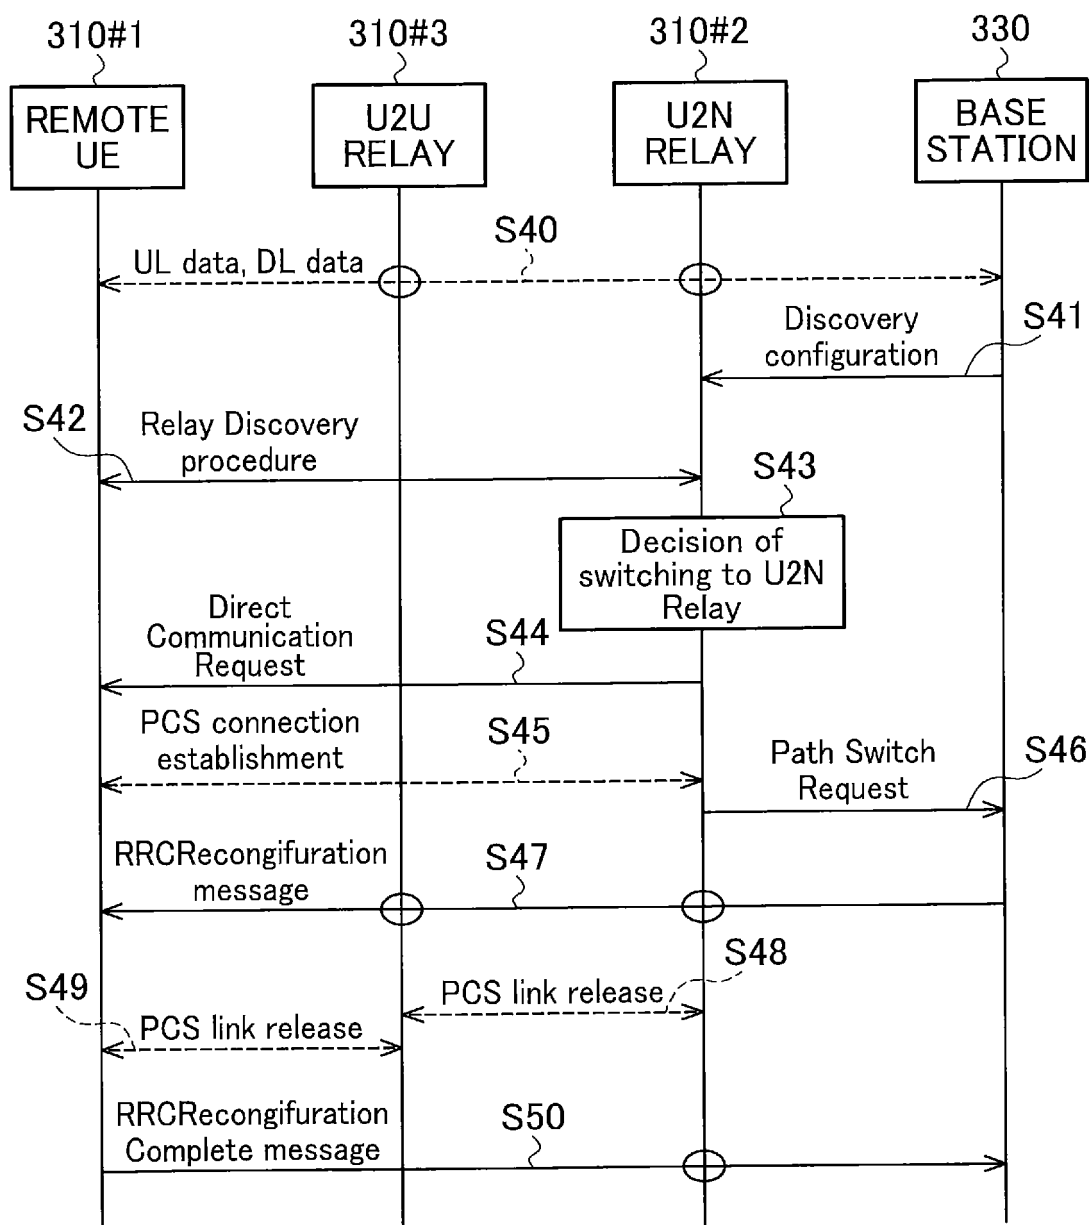 310#1
310#3
310#2
330
REMOTE
UE
U2U
RELAY
U2N
RELAY
BASE
STATION
S40
UL data, DL data
Discovery
configuration
S41
S42
Relay Discovery
procedure
S43
Decision of
switching to U2N
Relay
Direct
Communication
Request
S44
PCS connection
establishment
S45
Path Switch
Request
S46
RRCRecongifuration
message
S47
S48
PCS link release
S49
PCS link release
RRCRecongifuration
Complete message
S50